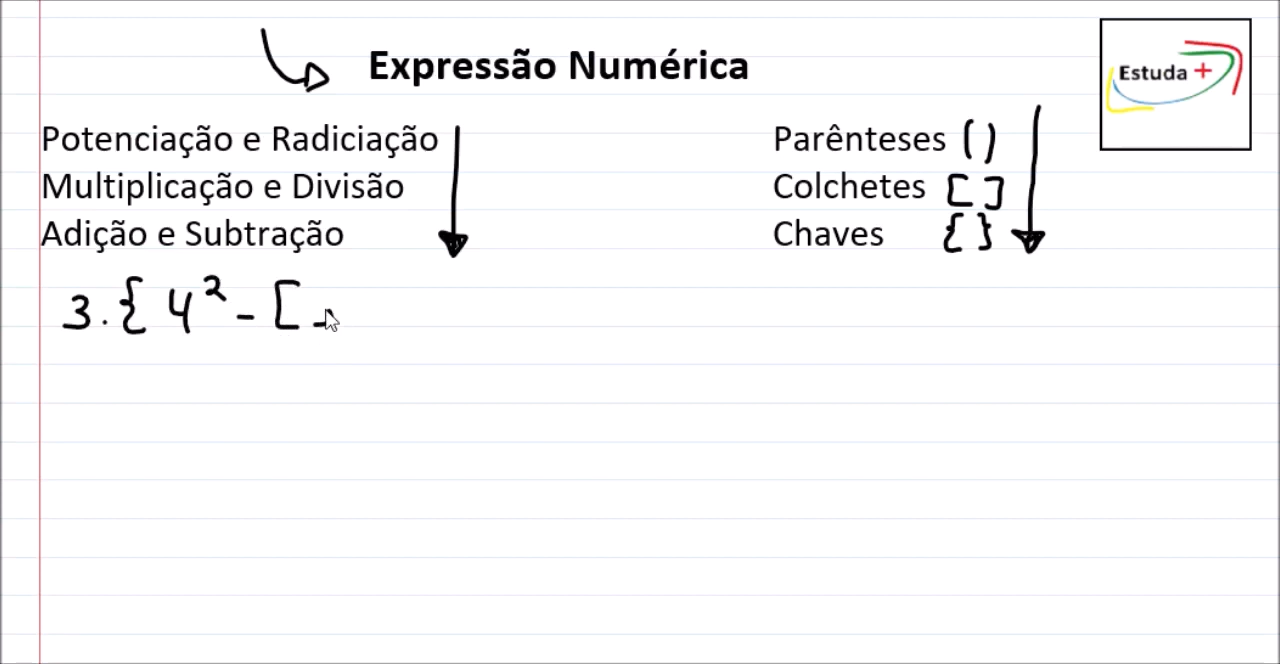 Expressão Numérica
Estuda +
Potenciação e Radiciação
Multiplicação e Divisão
Adição e Subtração
Parênteses ( )
Colchetes [ ]
Chaves { }
3.{ 4² - [ -